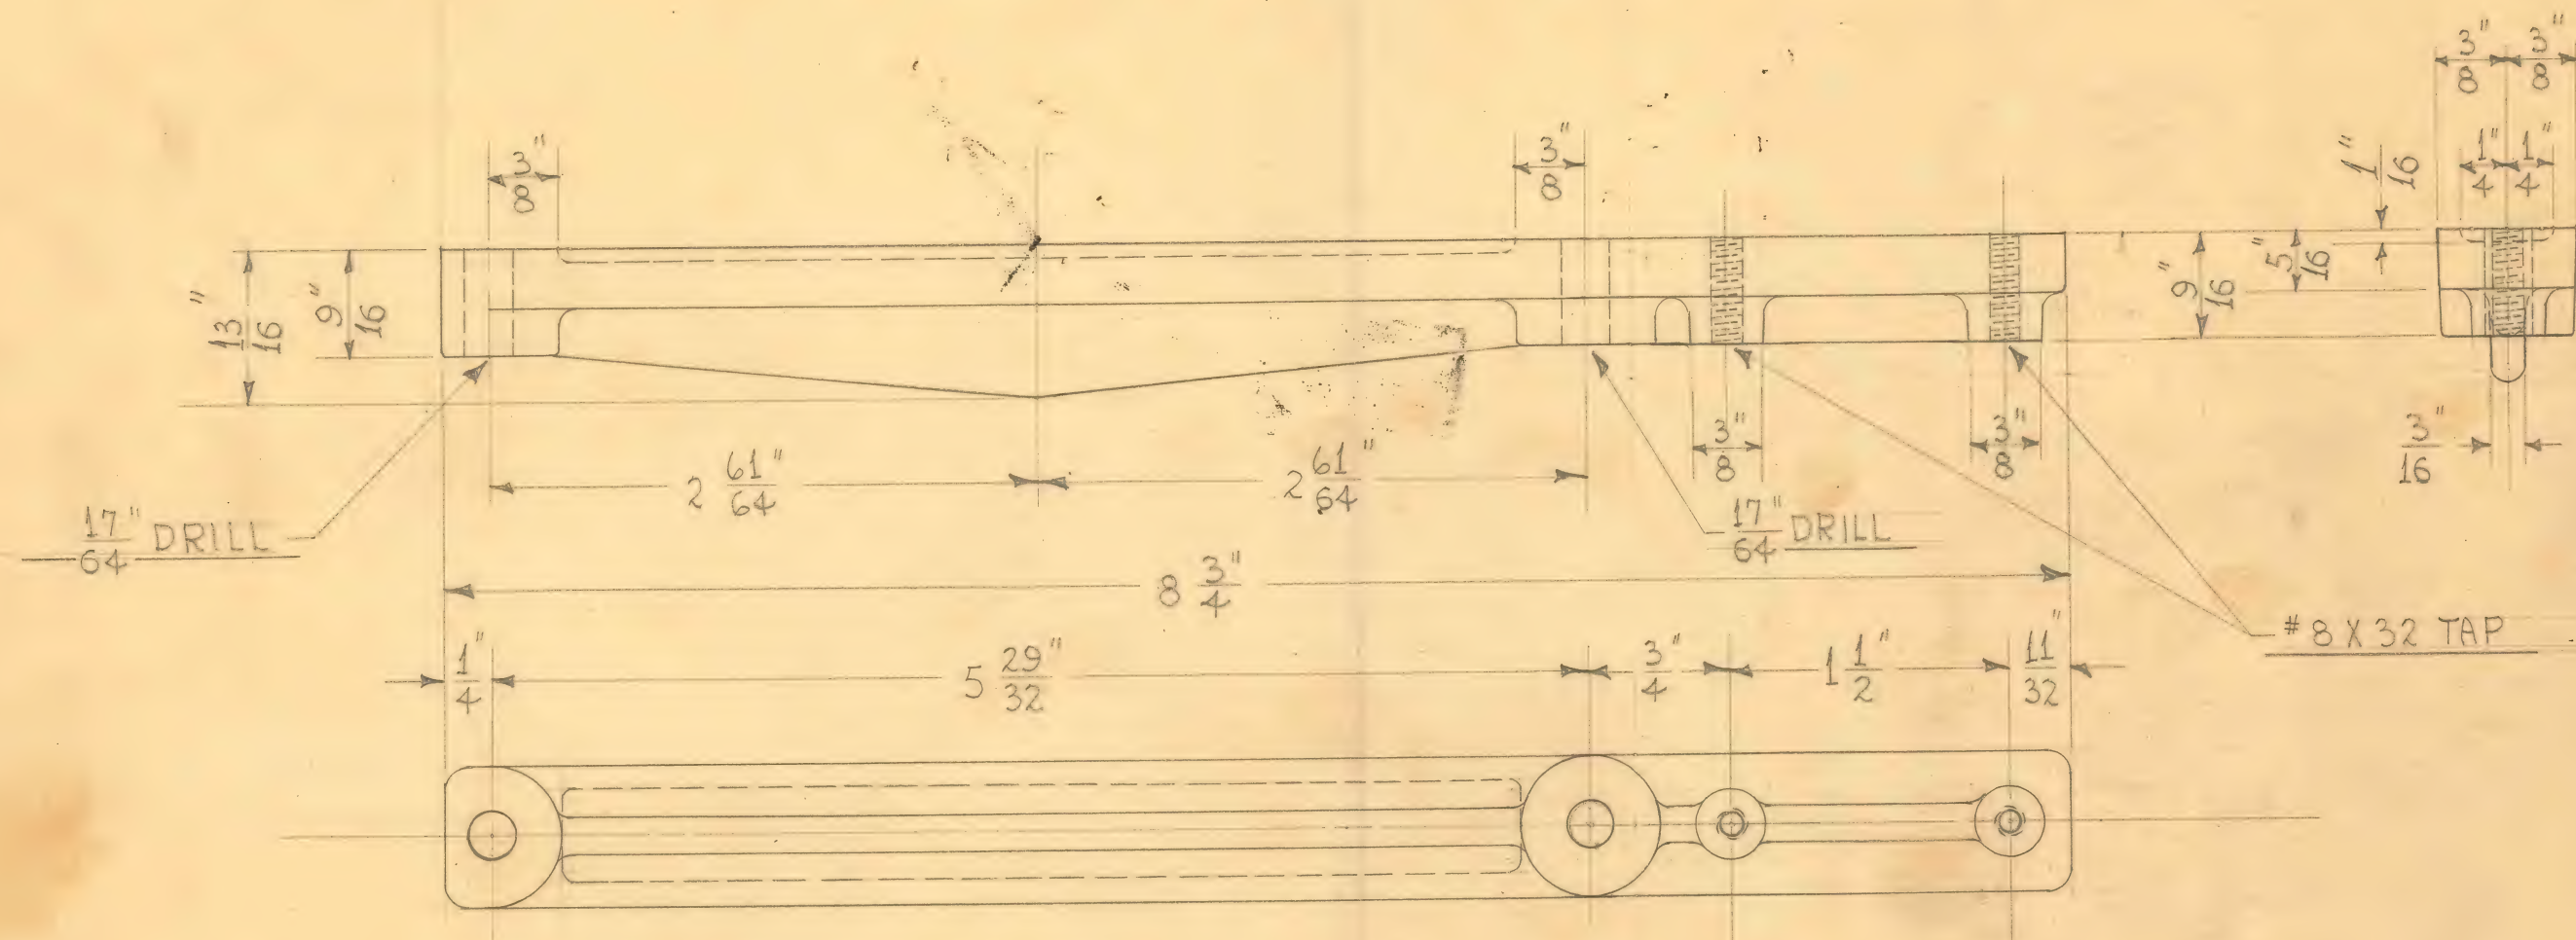 3" 3"
8 8
3" 3" 1" 1" 1"
8 8 16 4 4
13" 9" 9" 5"
16 16 16 16
3" 3" 3"
8 8 16
2 61" 2 61"
64 64
17" DRILL 17" DRILL
64 64
8 3"
4
#8 X 32 TAP
1" 5 29" 3" 1 1" 11"
4 32 4 2 32